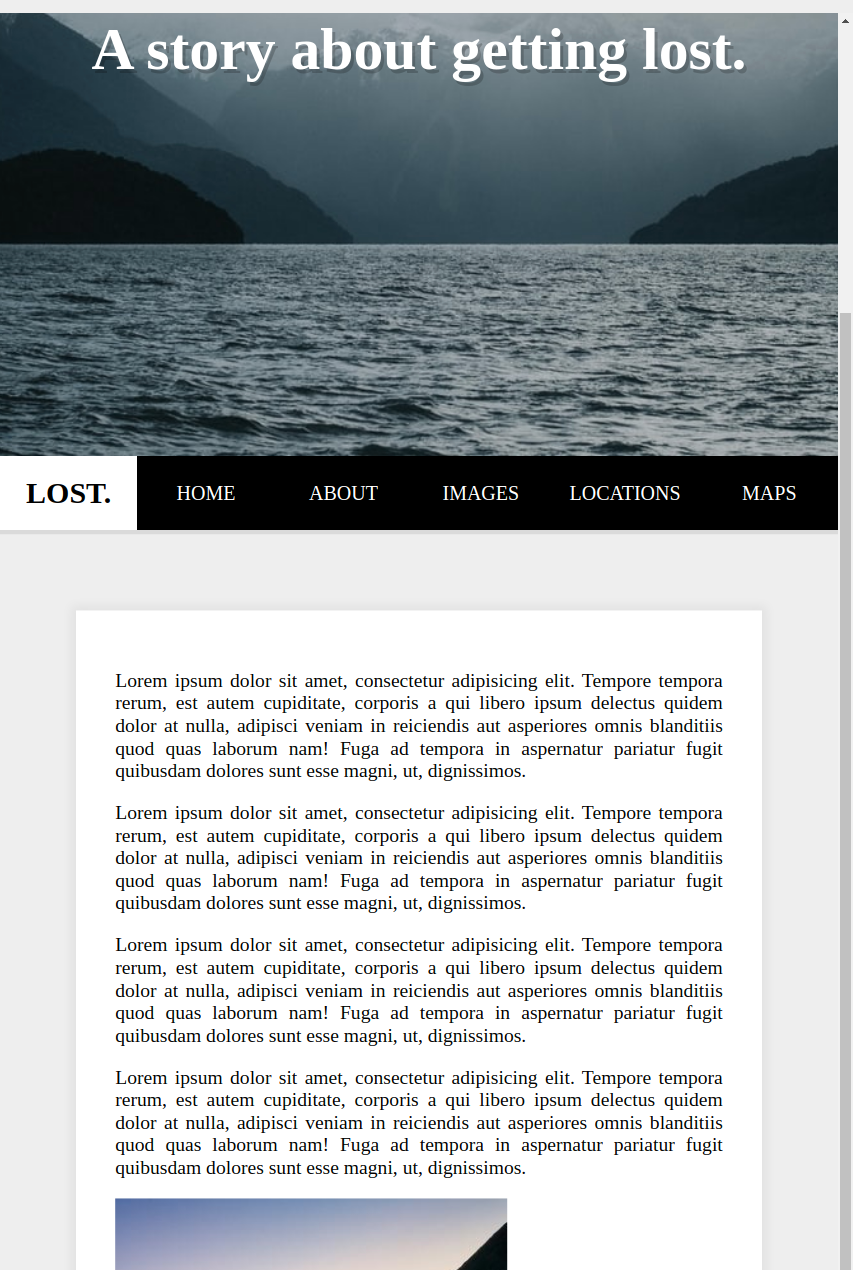 A story about getting lost.
LOST. HOME ABOUT IMAGES LOCATIONS MAPS
Lorem ipsum dolor sit amet, consectetur adipisicing elit. Tempore tempora
rerum, est autem cupiditate, corporis a qui libero ipsum delectus quidem
dolor at nulla, adipisci veniam in reiciendis aut asperiores omnis blanditiis
quod quas laborum nam! Fuga ad tempora in aspernatur pariatur fugit
quibusdam dolores sunt esse magni, ut, dignissimos.
Lorem ipsum dolor sit amet, consectetur adipisicing elit. Tempore tempora
rerum, est autem cupiditate, corporis a qui libero ipsum delectus quidem
dolor at nulla, adipisci veniam in reiciendis aut asperiores omnis blanditiis
quod quas laborum nam! Fuga ad tempora in aspernatur pariatur fugit
quibusdam dolores sunt esse magni, ut, dignissimos.
Lorem ipsum dolor sit amet, consectetur adipisicing elit. Tempore tempora
rerum, est autem cupiditate, corporis a qui libero ipsum delectus quidem
dolor at nulla, adipisci veniam in reiciendis aut asperiores omnis blanditiis
quod quas laborum nam! Fuga ad tempora in aspernatur pariatur fugit
quibusdam dolores sunt esse magni, ut, dignissimos.
Lorem ipsum dolor sit amet, consectetur adipisicing elit. Tempore tempora
rerum, est autem cupiditate, corporis a qui libero ipsum delectus quidem
dolor at nulla, adipisci veniam in reiciendis aut asperiores omnis blanditiis
quod quas laborum nam! Fuga ad tempora in aspernatur pariatur fugit
quibusdam dolores sunt esse magni, ut, dignissimos.